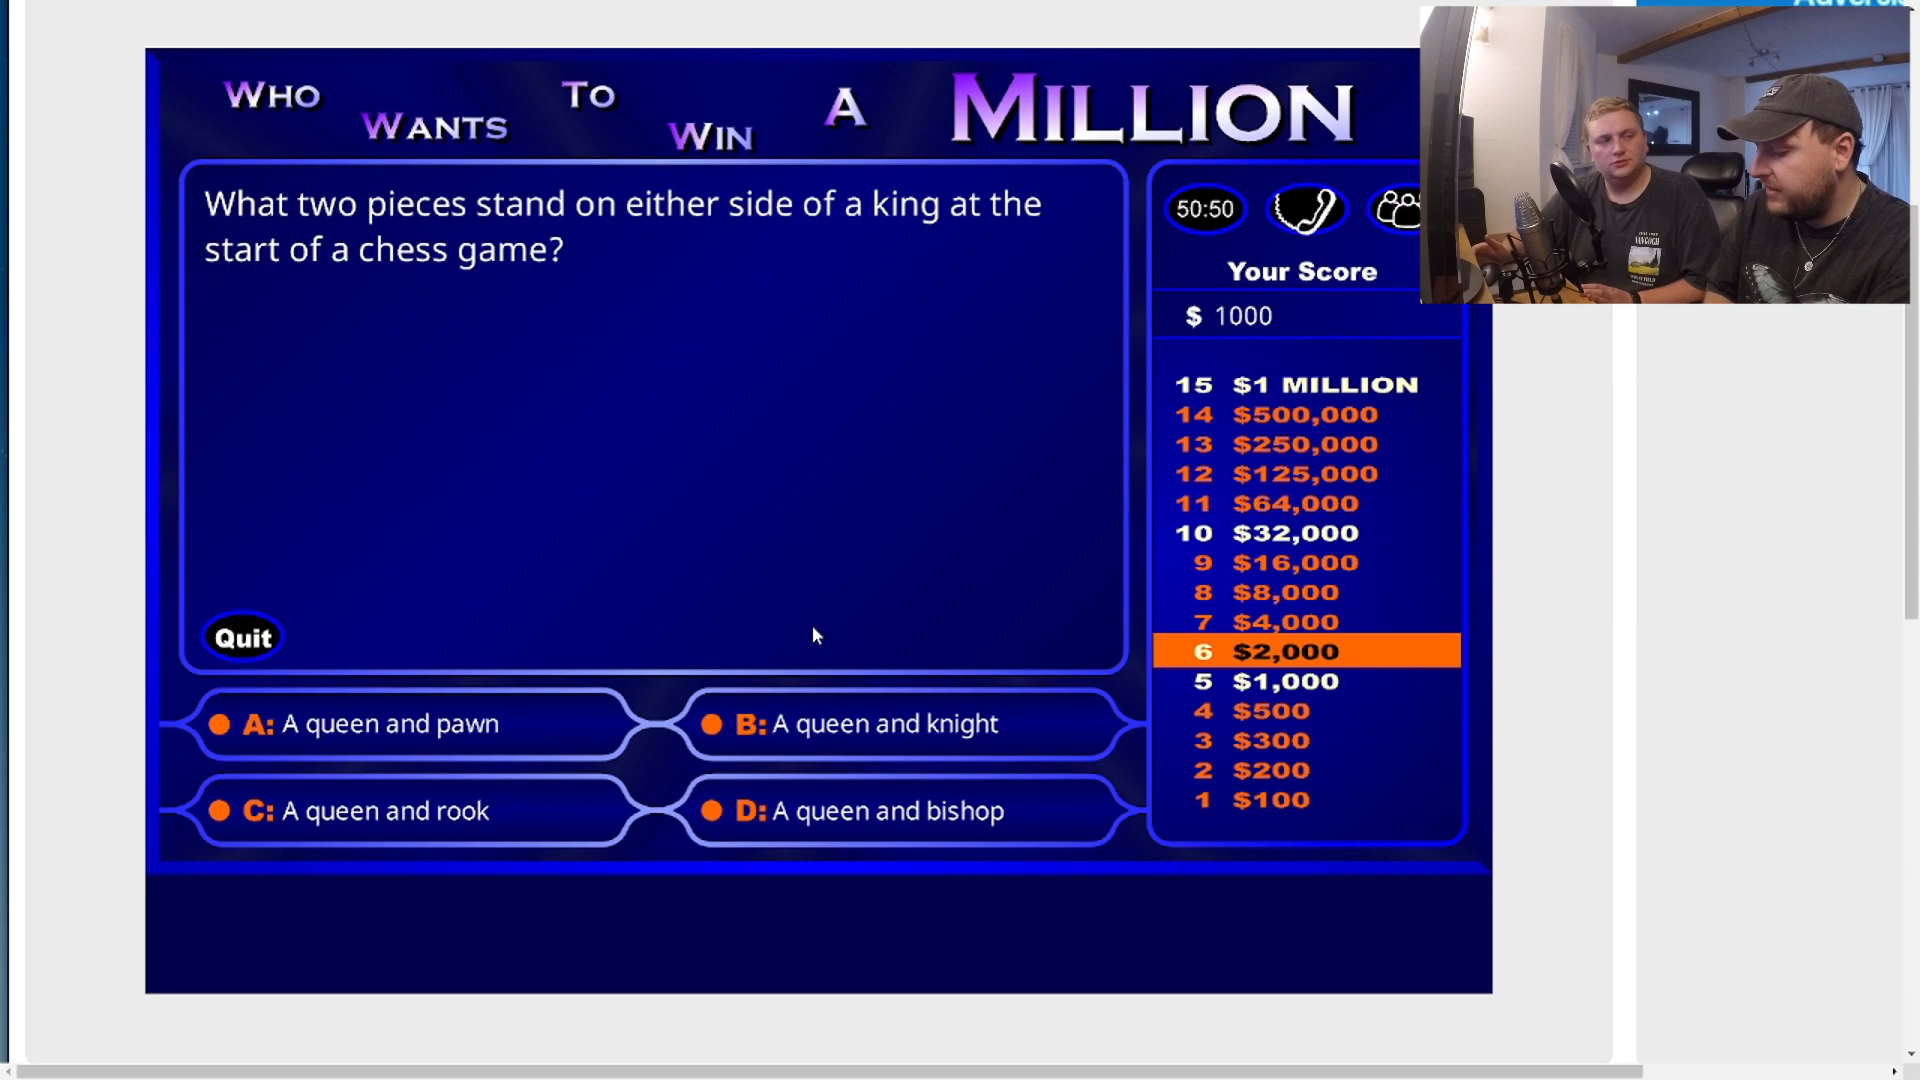 WHO WANTS TO WIN A MILLION
What two pieces stand on either side of a king at the
start of a chess game?
Quit
A: A queen and pawn
B: A queen and knight
C: A queen and rook
D: A queen and bishop
50:50
Your Score
$ 1000
15 $1 MILLION
14 $500,000
13 $250,000
12 $125,000
11 $64,000
10 $32,000
9 $16,000
8 $8,000
7 $4,000
6 $2,000
5 $1,000
4 $500
3 $300
2 $200
1 $100